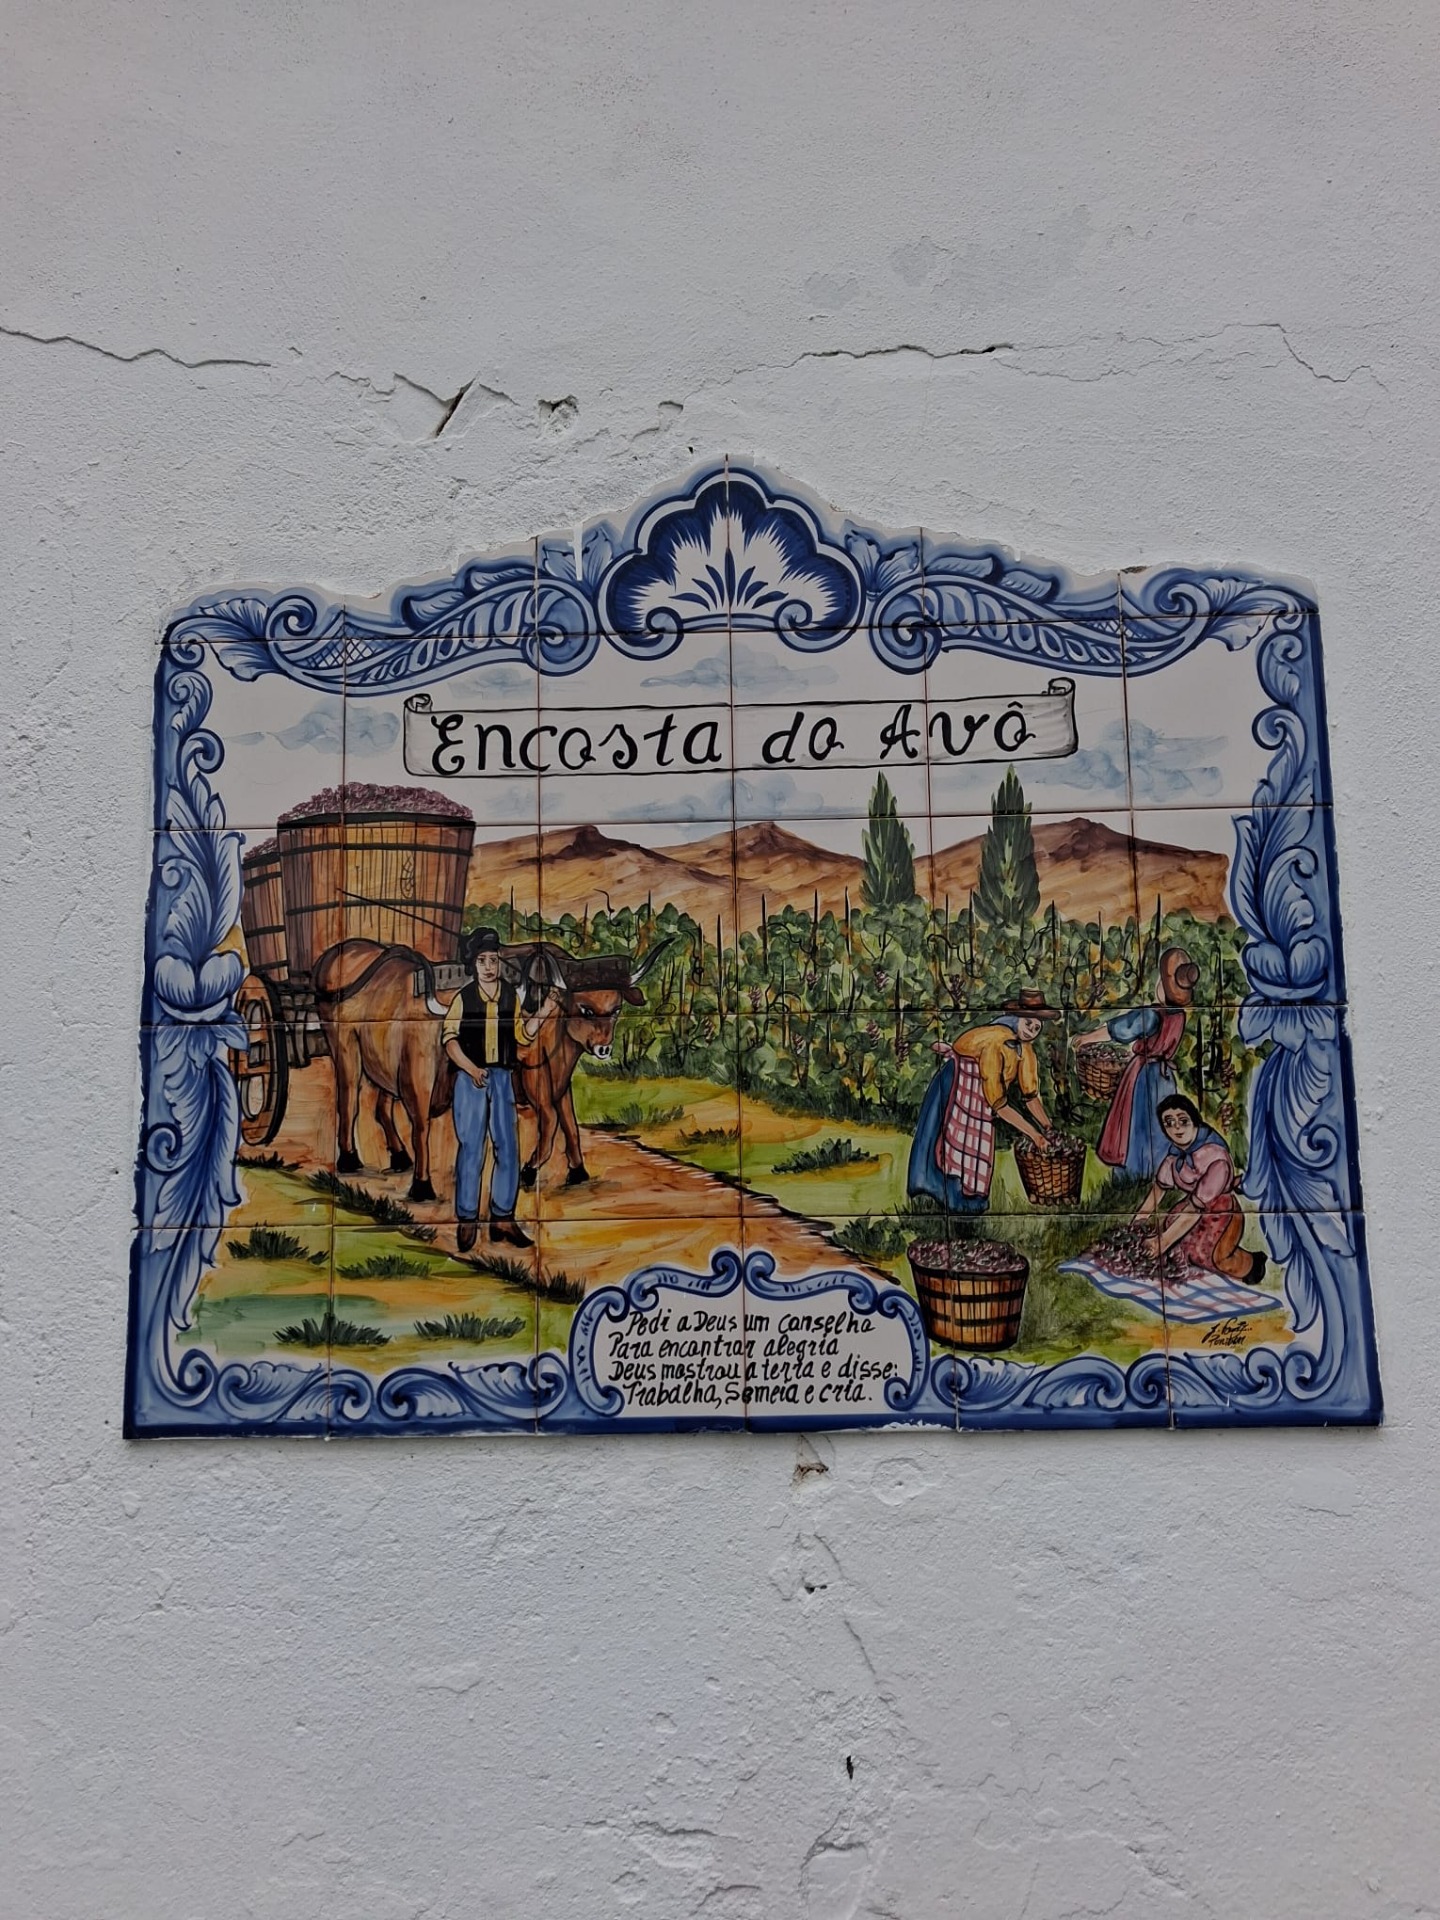 Encosta do Avô
Pedi a Deus um conselho
Para encontrar alegria
Deus mostrou a terra e disse:
Trabalha, Semeia e cria.